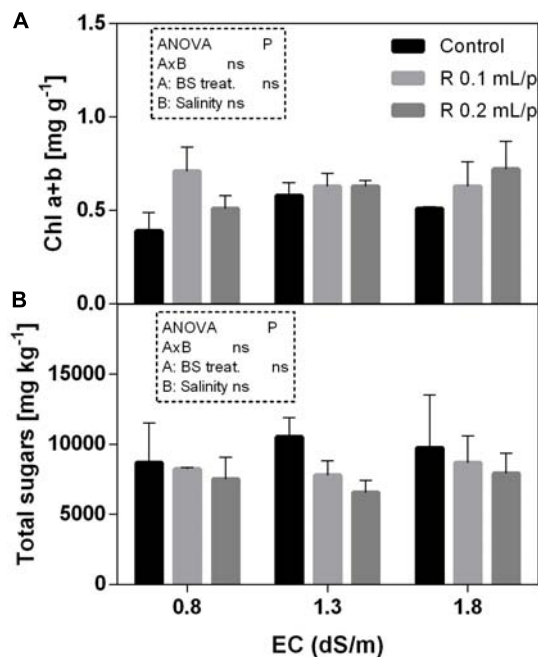 A
ANOVA P
AxB ns
A: BS treat. ns
B: Salinity ns
Control
R 0.1 mL/p
R 0.2 mL/p
Chl a+b [mg g⁻¹]
1.5
1.0
0.5
0.0
B
ANOVA P
AxB ns
A: BS treat. ns
B: Salinity ns
Total sugars [mg kg⁻¹]
15000
10000
5000
0
0.8 1.3 1.8
EC (dS/m)